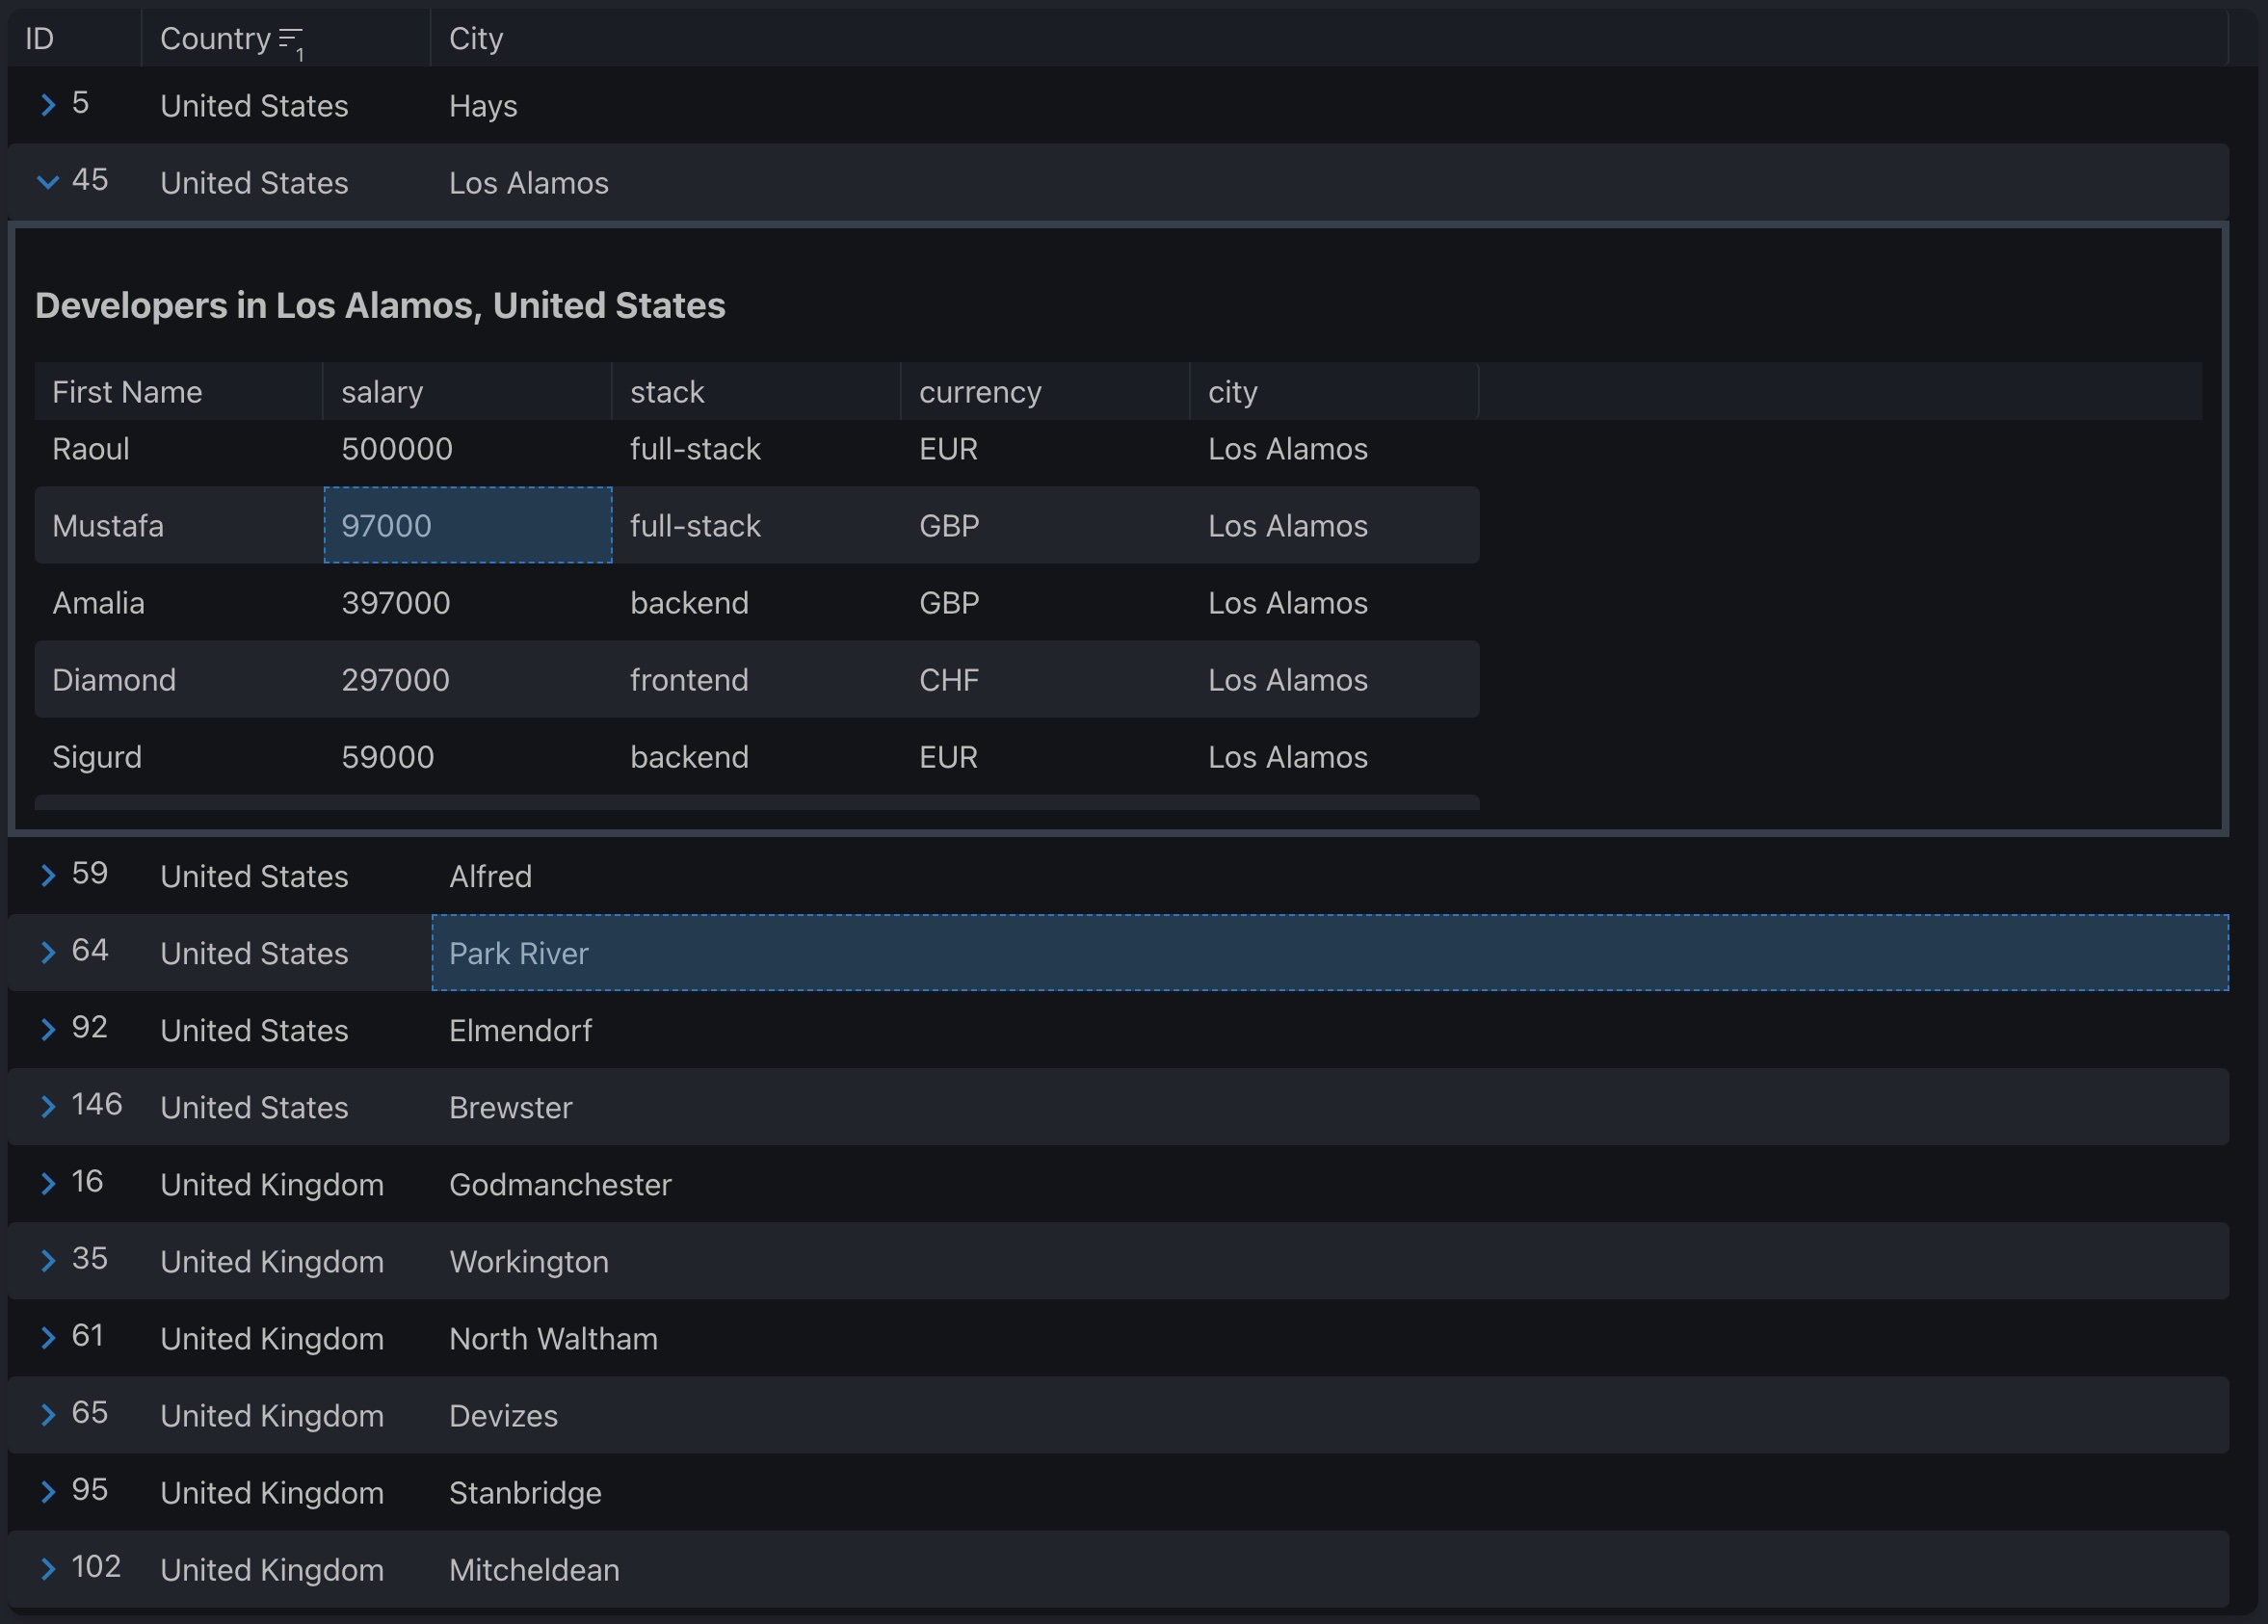 ID Country 1 City
5 United States Hays
45 United States Los Alamos
Developers in Los Alamos, United States
First Name salary stack currency city
Raoul 500000 full-stack EUR Los Alamos
Mustafa 97000 full-stack GBP Los Alamos
Amalia 397000 backend GBP Los Alamos
Diamond 297000 frontend CHF Los Alamos
Sigurd 59000 backend EUR Los Alamos
59 United States Alfred
64 United States Park River
92 United States Elmendorf
146 United States Brewster
16 United Kingdom Godmanchester
35 United Kingdom Workington
61 United Kingdom North Waltham
65 United Kingdom Devizes
95 United Kingdom Stanbridge
102 United Kingdom Mitcheldean